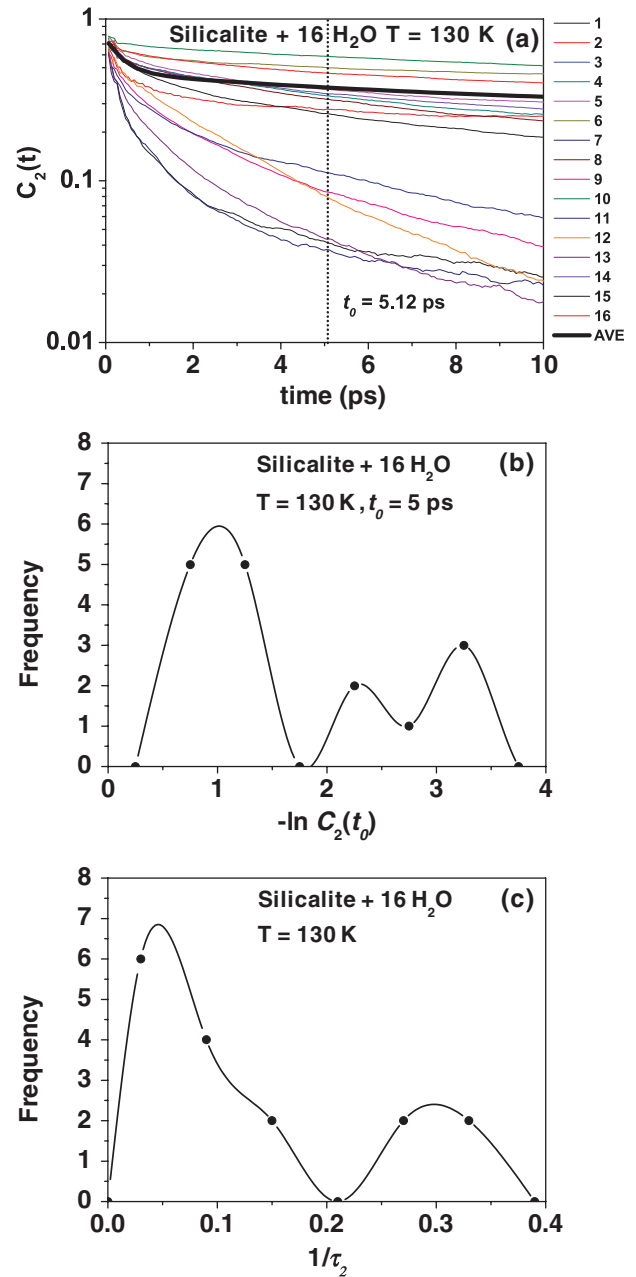 Silicalite + 16 H2O T = 130 K (a)
1
0.1
0.01
C2(t)
t0 = 5.12 ps
0 2 4 6 8 10
time (ps)
1
2
3
4
5
6
7
8
9
10
11
12
13
14
15
16
AVE
Silicalite + 16 H2O (b)
T = 130 K, t0 = 5 ps
8
7
6
5
4
3
2
1
0
Frequency
0 1 2 3 4
-ln C2(t0)
Silicalite + 16 H2O (c)
T = 130 K
8
7
6
5
4
3
2
1
0
Frequency
0.0 0.1 0.2 0.3 0.4
1/τ2